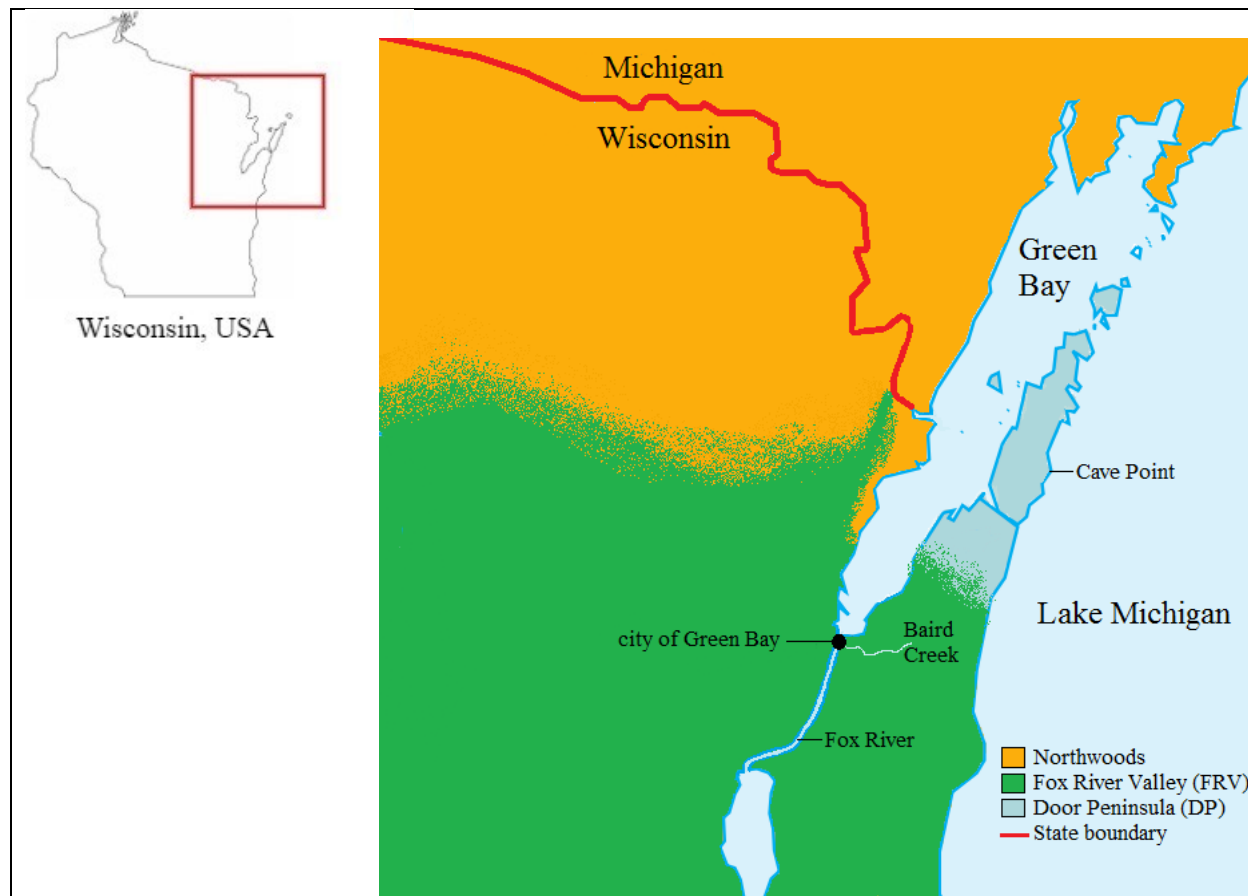 Wisconsin, USA
Michigan
Wisconsin
Green
Bay
Cave Point
Lake Michigan
city of Green Bay
Baird
Creek
Fox River
Northwoods
Fox River Valley (FRV)
Door Peninsula (DP)
State boundary